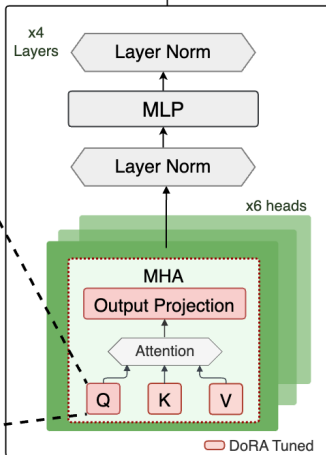 x4
Layers
Layer Norm
MLP
Layer Norm
x6 heads
MHA
Output Projection
Attention
Q K V
DoRA Tuned